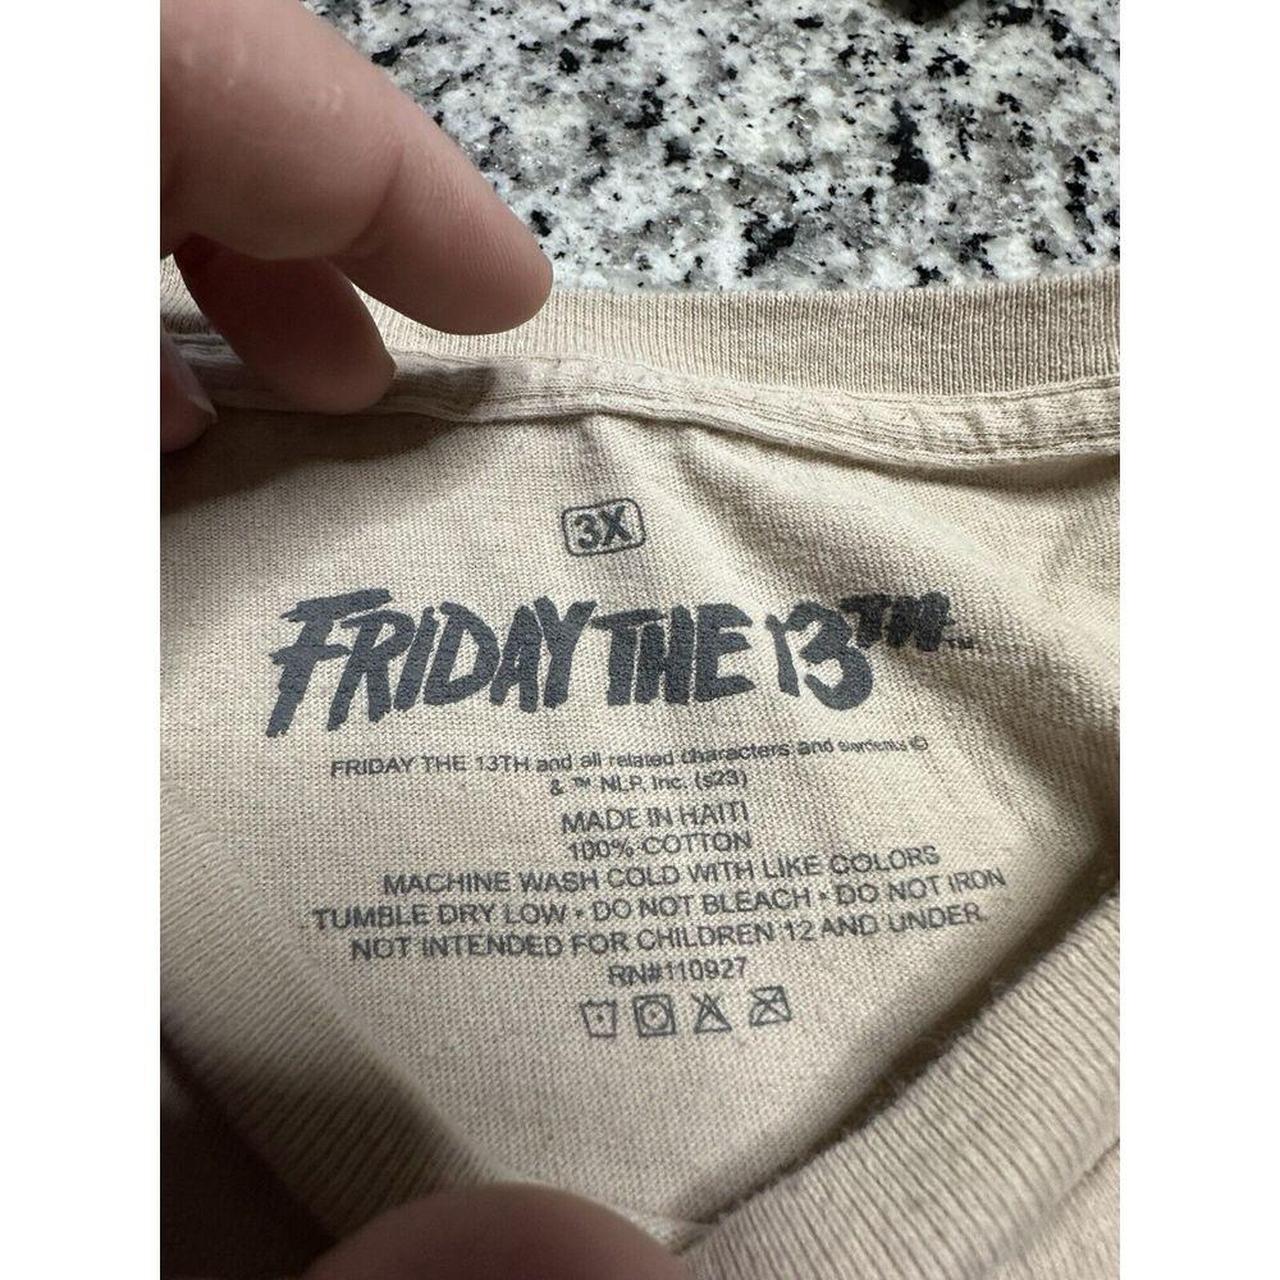 3X
FRIDAY THE 13TH™
FRIDAY THE 13TH and all related characters and elements ©
& ™ NLP, Inc. (s23)
MADE IN HAITI
100% COTTON
MACHINE WASH COLD WITH LIKE COLORS
TUMBLE DRY LOW • DO NOT BLEACH • DO NOT IRON
NOT INTENDED FOR CHILDREN 12 AND UNDER.
RN#110927